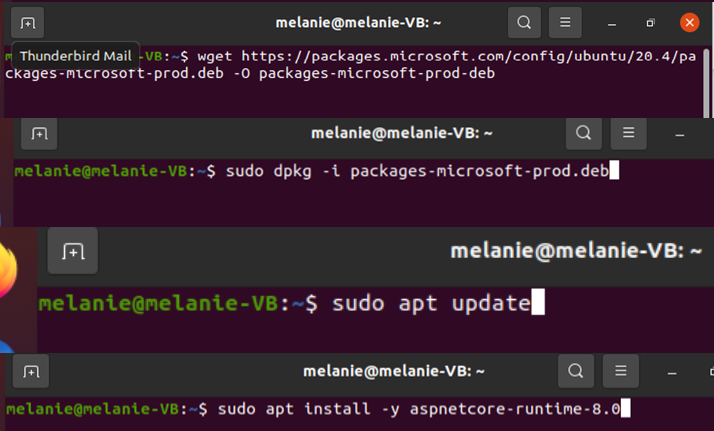 melanie@melanie-VB: ~
Thunderbird Mail
-VB:~$ wget https://packages.microsoft.com/config/ubuntu/20.4/pa
ckages-microsoft-prod.deb -O packages-microsoft-prod-deb
melanie@melanie-VB: ~
melanie@melanie-VB:~$ sudo dpkg -i packages-microsoft-prod.deb
melanie@melanie-VB: ~
melanie@melanie-VB:~$ sudo apt update
melanie@melanie-VB: ~
melanie@melanie-VB:~$ sudo apt install -y aspnetcore-runtime-8.0